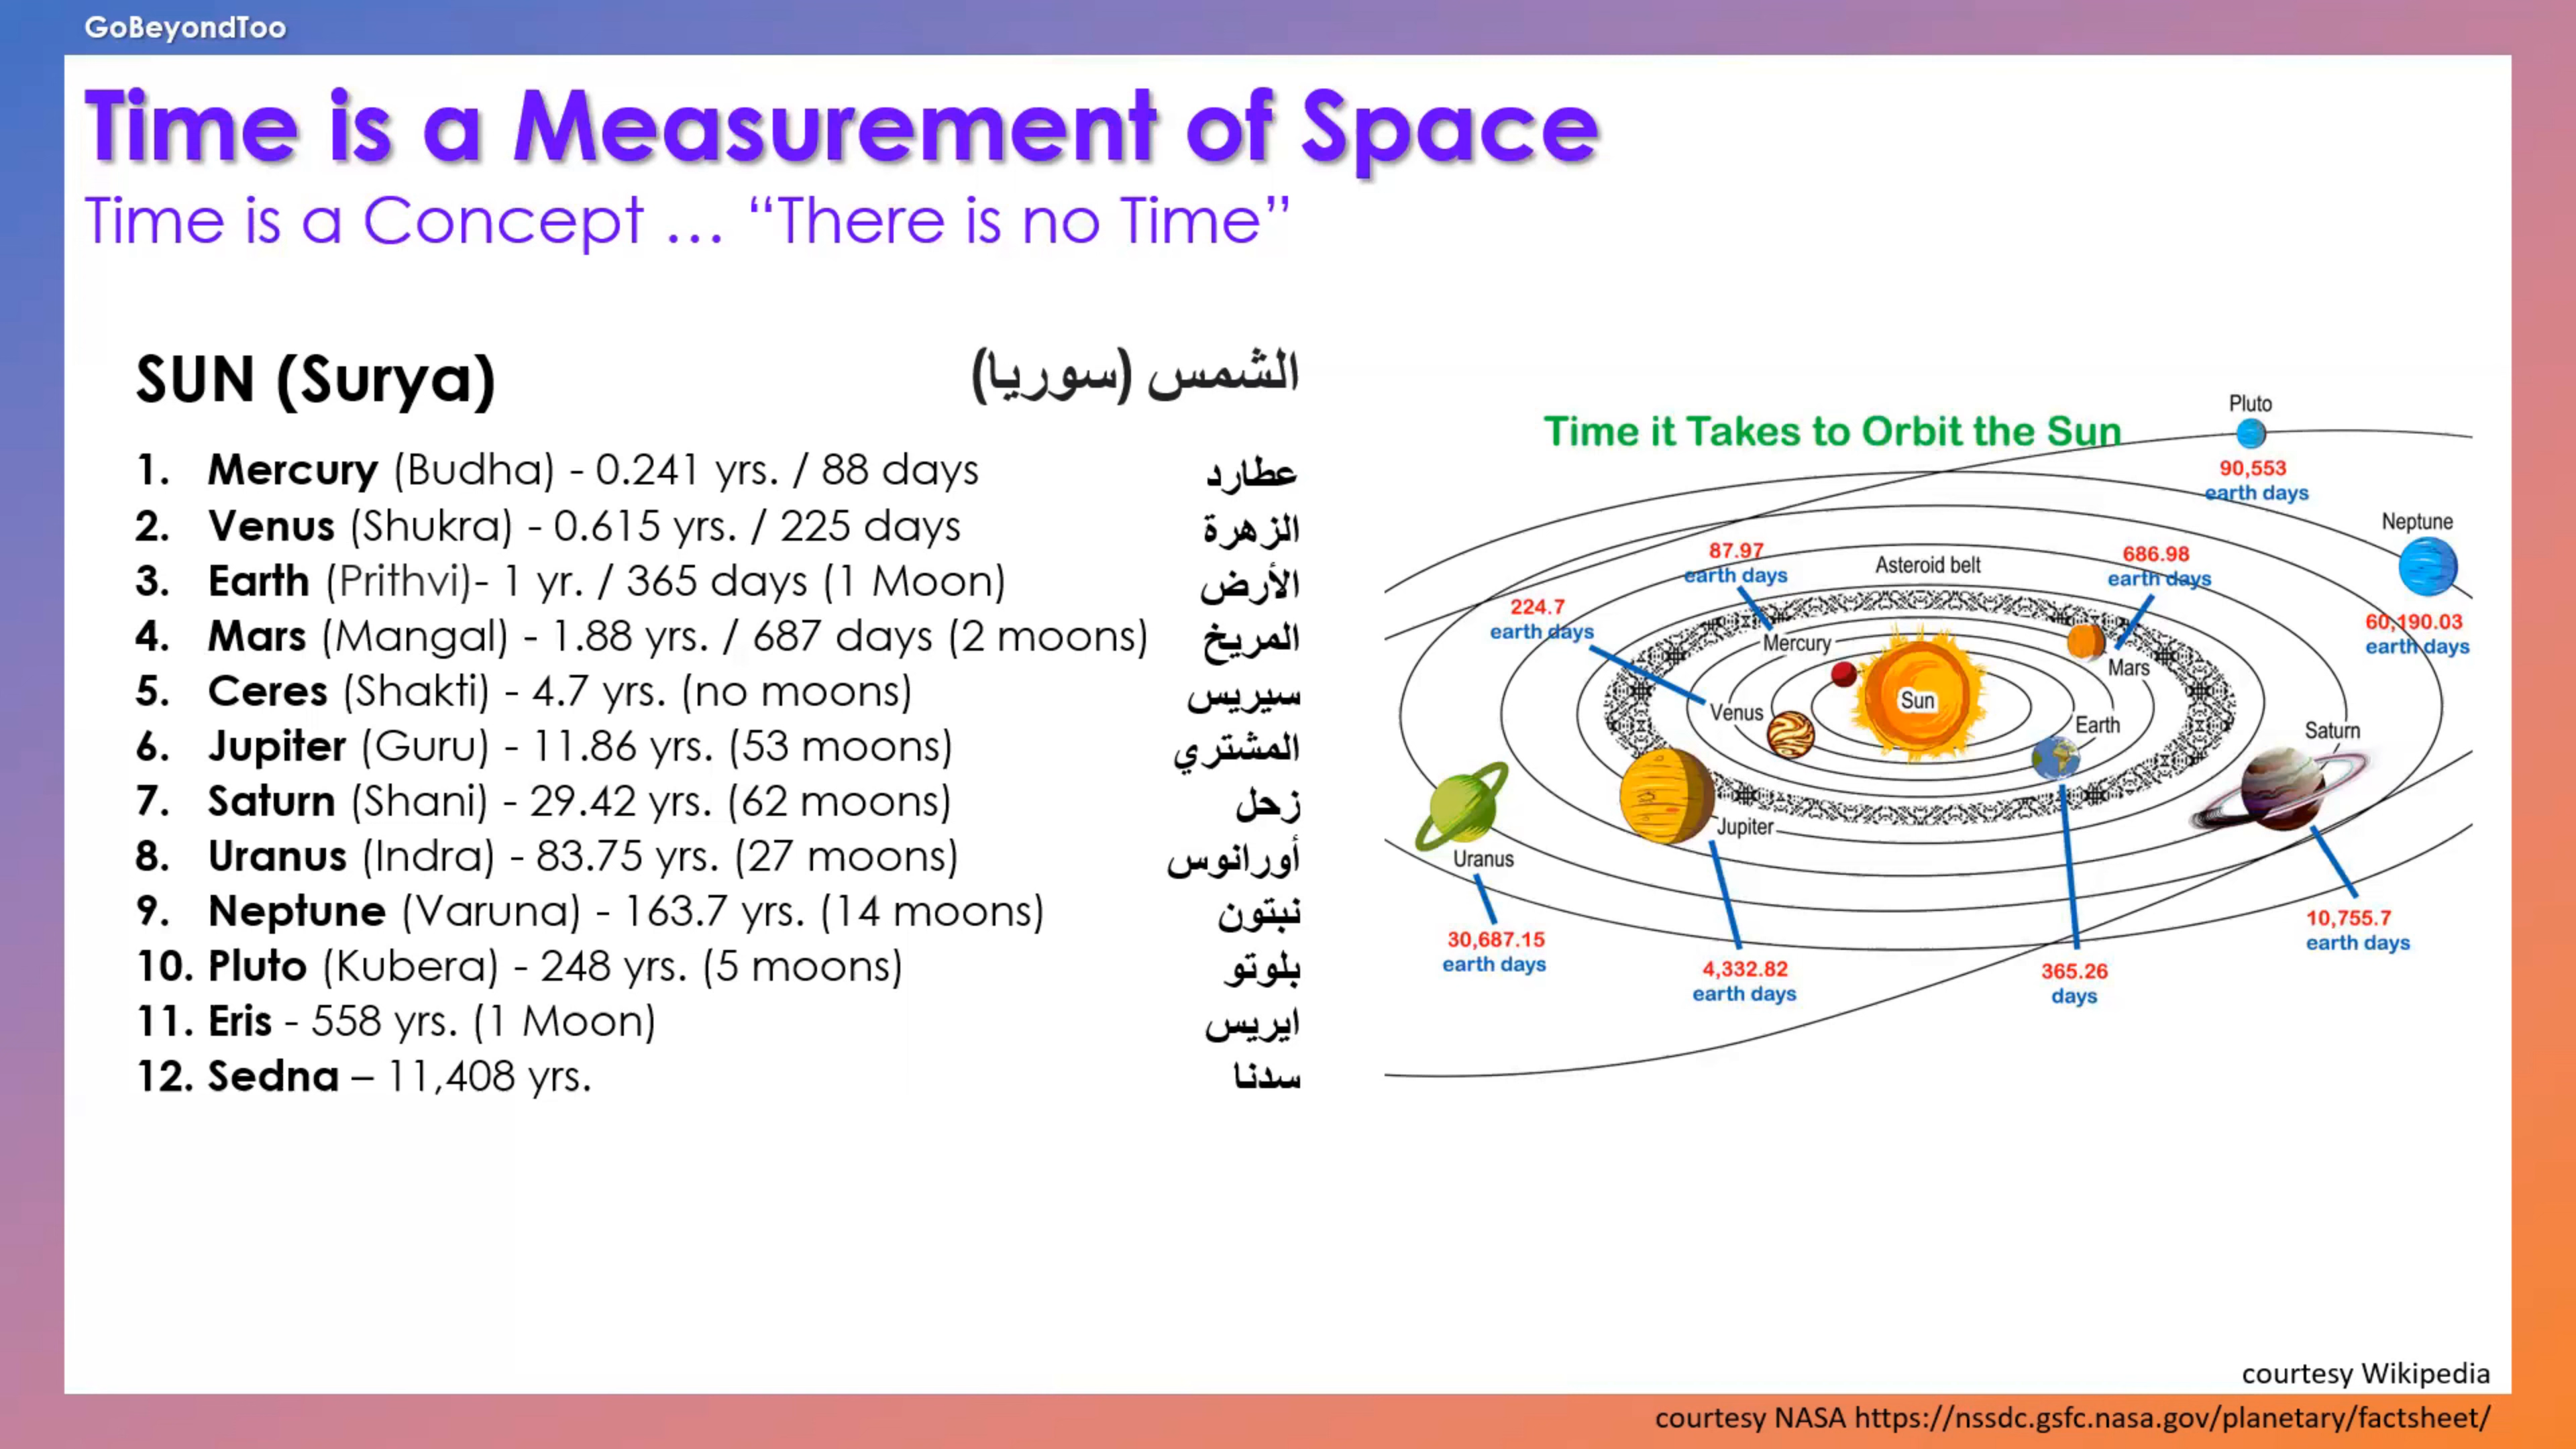 GoBeyondToo
Time is a Measurement of Space
Time is a Concept … “There is no Time”
SUN (Surya)
الشمس (سوريا)
1. Mercury (Budha) - 0.241 yrs. / 88 days
عطارد
2. Venus (Shukra) - 0.615 yrs. / 225 days
الزهرة
3. Earth (Prithvi)- 1 yr. / 365 days (1 Moon)
الأرض
4. Mars (Mangal) - 1.88 yrs. / 687 days (2 moons)
المريخ
5. Ceres (Shakti) - 4.7 yrs. (no moons)
سيريس
6. Jupiter (Guru) - 11.86 yrs. (53 moons)
المشتري
7. Saturn (Shani) - 29.42 yrs. (62 moons)
زحل
8. Uranus (Indra) - 83.75 yrs. (27 moons)
أورانوس
9. Neptune (Varuna) - 163.7 yrs. (14 moons)
نبتون
10. Pluto (Kubera) - 248 yrs. (5 moons)
بلوتو
11. Eris - 558 yrs. (1 Moon)
ايريس
12. Sedna – 11,408 yrs.
سدنا
Time it Takes to Orbit the Sun
Pluto
90,553
earth days
Neptune
60,190.03
earth days
87.97
earth days
Asteroid belt
686.98
earth days
224.7
earth days
Mercury
Mars
Sun
Venus
Earth
Saturn
Jupiter
Uranus
30,687.15
earth days
4,332.82
earth days
365.26
days
10,755.7
earth days
courtesy Wikipedia
courtesy NASA https://nssdc.gsfc.nasa.gov/planetary/factsheet/